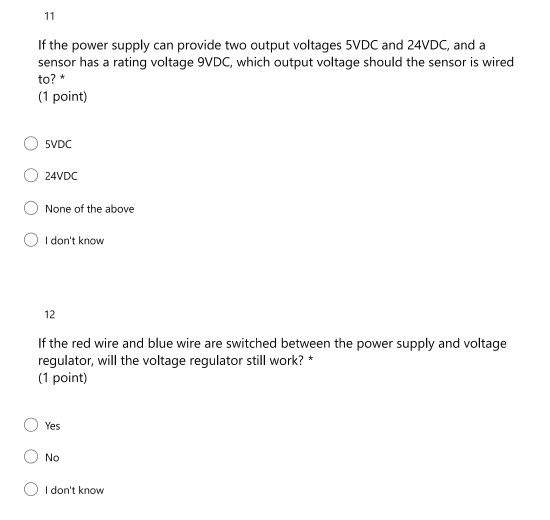 11
If the power supply can provide two output voltages 5VDC and 24VDC, and a
sensor has a rating voltage 9VDC, which output voltage should the sensor is wired
to? *
(1 point)
5VDC
24VDC
None of the above
I don't know
12
If the red wire and blue wire are switched between the power supply and voltage
regulator, will the voltage regulator still work? *
(1 point)
Yes
No
I don't know